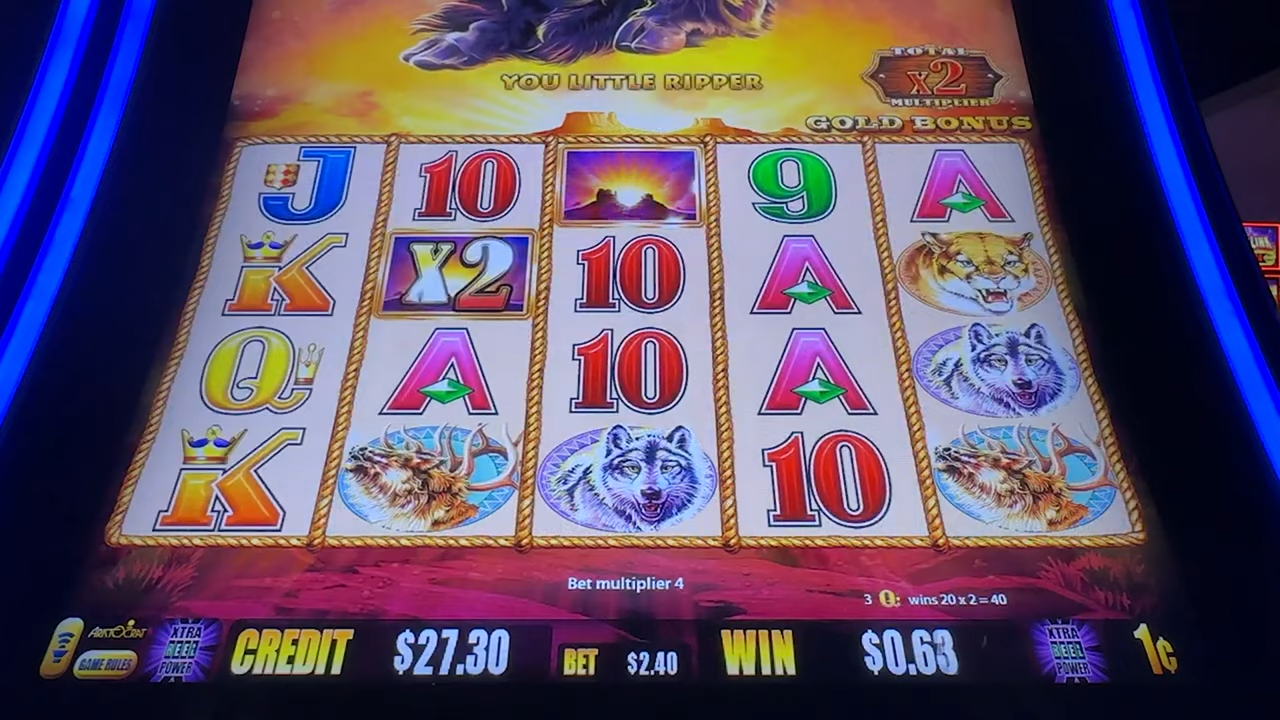 YOU LITTLE RIPPER
TOTAL
X2
MULTIPLIER
GOLD BONUS
J 10 9 A
K X2 10 A
Q A 10 A
K 10
Bet multiplier 4
3 Q: wins 20 x 2 = 40
ARISTOCRAT
GAME RULES
XTRA
REEL
POWER
CREDIT $27.30
BET $2.40
WIN $0.63
XTRA
REEL
POWER
1¢